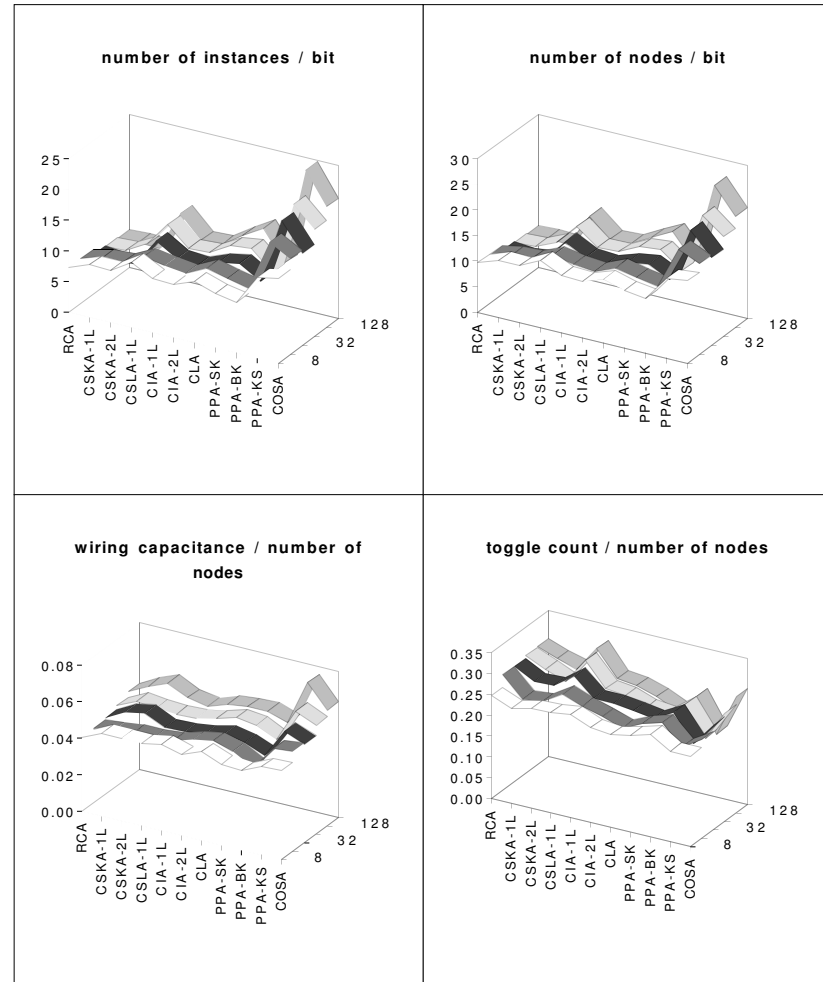 number of instances / bit
25
20
15
10
5
0
RCA
CSKA-1L
CSKA-2L
CSLA-1L
CIA-1L
CIA-2L
CLA
PPA-SK
PPA-BK
PPA-KS
COSA
8
32
128
number of nodes / bit
30
25
20
15
10
5
0
RCA
CSKA-1L
CSKA-2L
CSLA-1L
CIA-1L
CIA-2L
CLA
PPA-SK
PPA-BK
PPA-KS
COSA
8
32
128
wiring capacitance / number of
nodes
0.08
0.06
0.04
0.02
0.00
RCA
CSKA-1L
CSKA-2L
CSLA-1L
CIA-1L
CIA-2L
CLA
PPA-SK
PPA-BK
PPA-KS
COSA
8
32
128
toggle count / number of nodes
0.35
0.30
0.25
0.20
0.15
0.10
0.05
0.00
RCA
CSKA-1L
CSKA-2L
CSLA-1L
CIA-1L
CIA-2L
CLA
PPA-SK
PPA-BK
PPA-KS
COSA
8
32
128